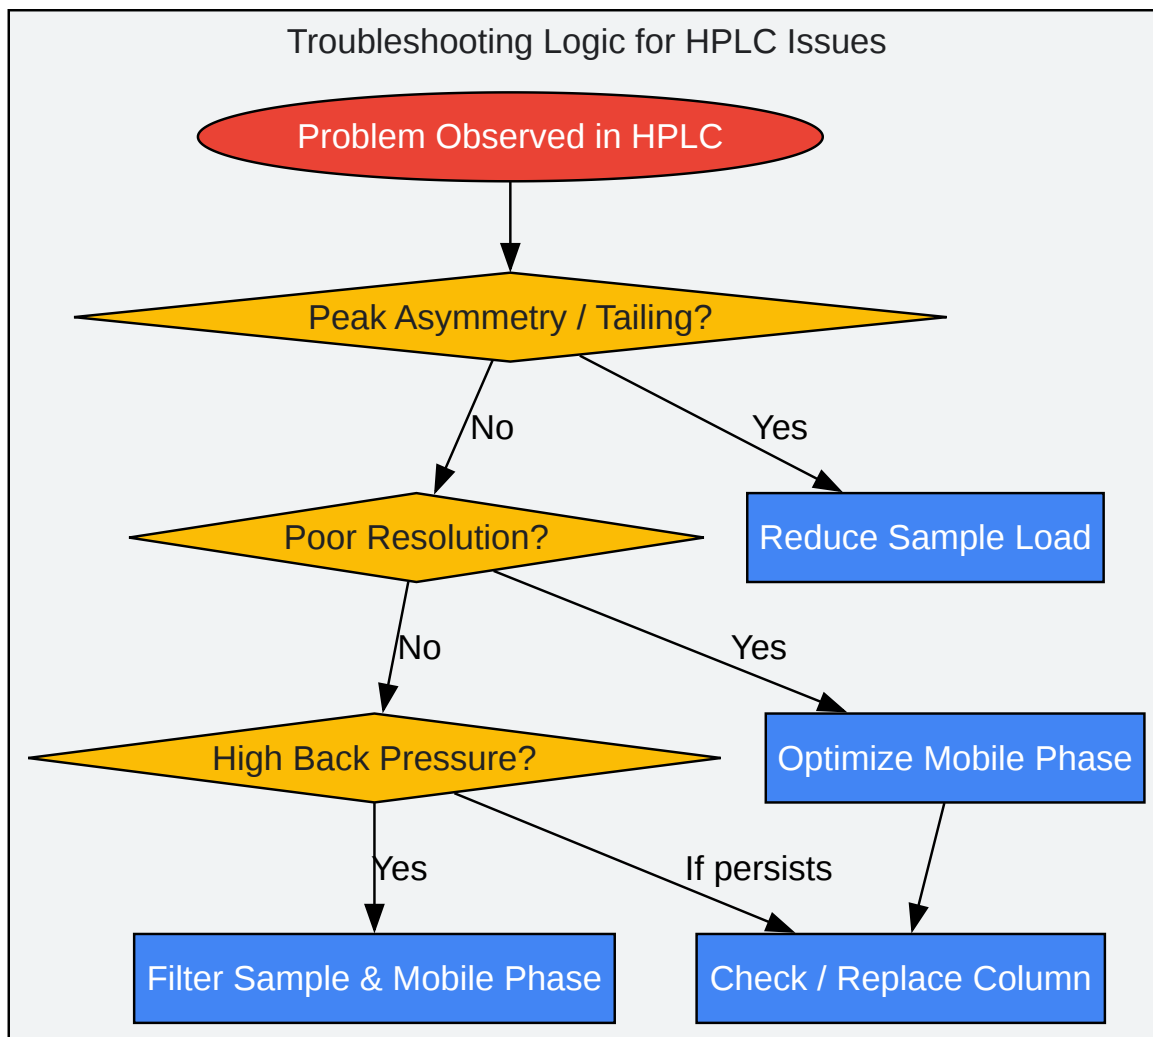 Troubleshooting Logic for HPLC Issues
Problem Observed in HPLC
Peak Asymmetry / Tailing?
No
Yes
Poor Resolution?
Reduce Sample Load
No
Yes
High Back Pressure?
Optimize Mobile Phase
Yes
If persists
Filter Sample & Mobile Phase
Check / Replace Column